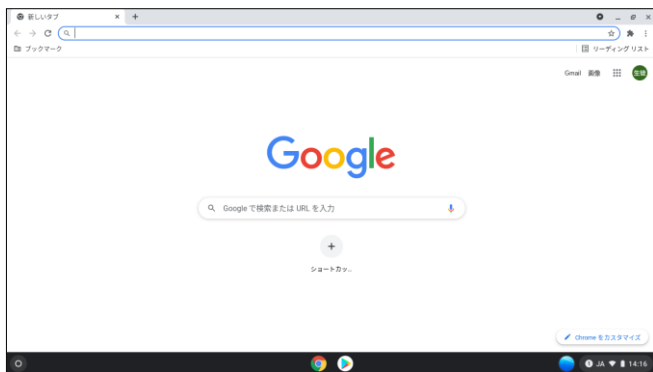 新しいタブ
ブックマーク
リーディング リスト
Gmail 画像
生徒
Google
Google で検索または URL を入力
ショートカッ...
Chrome をカスタマイズ
JA 14:16